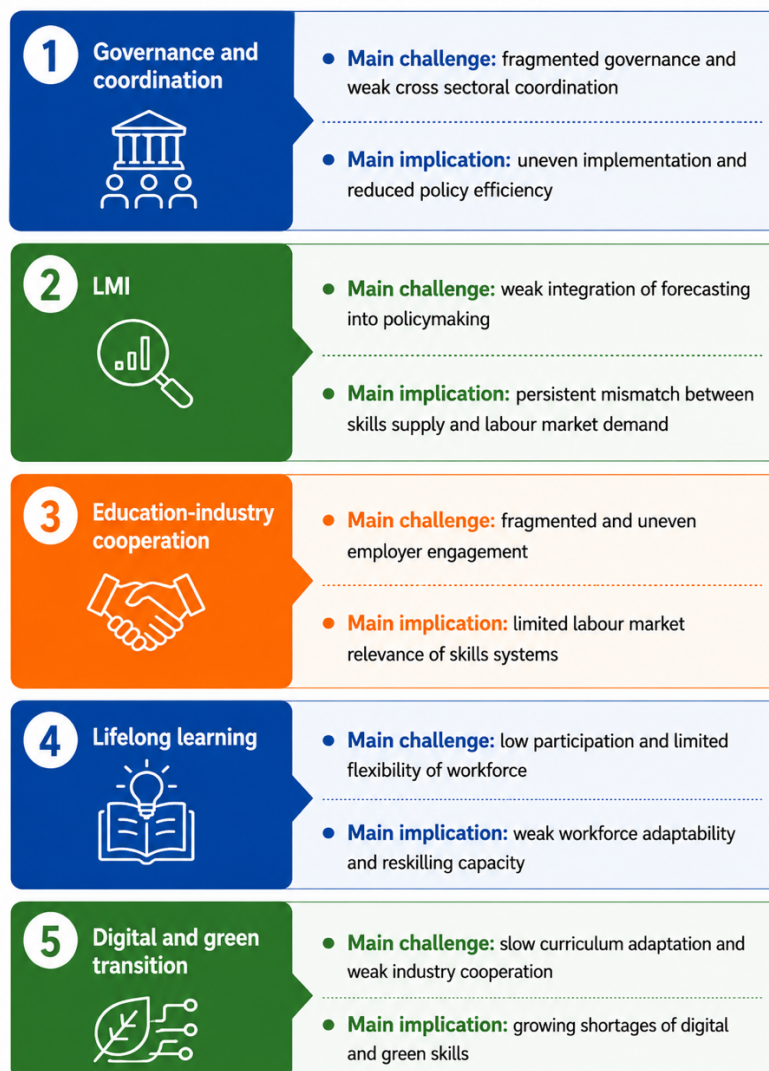 1
Governance and
coordination
Main challenge: fragmented governance and
weak cross sectoral coordination
Main implication: uneven implementation and
reduced policy efficiency
2
LMI
Main challenge: weak integration of forecasting
into policymaking
Main implication: persistent mismatch between
skills supply and labour market demand
3
Education-industry
cooperation
Main challenge: fragmented and uneven
employer engagement
Main implication: limited labour market
relevance of skills systems
4
Lifelong learning
Main challenge: low participation and limited
flexibility of workforce
Main implication: weak workforce adaptability
and reskilling capacity
5
Digital and green
transition
Main challenge: slow curriculum adaptation and
weak industry cooperation
Main implication: growing shortages of digital
and green skills